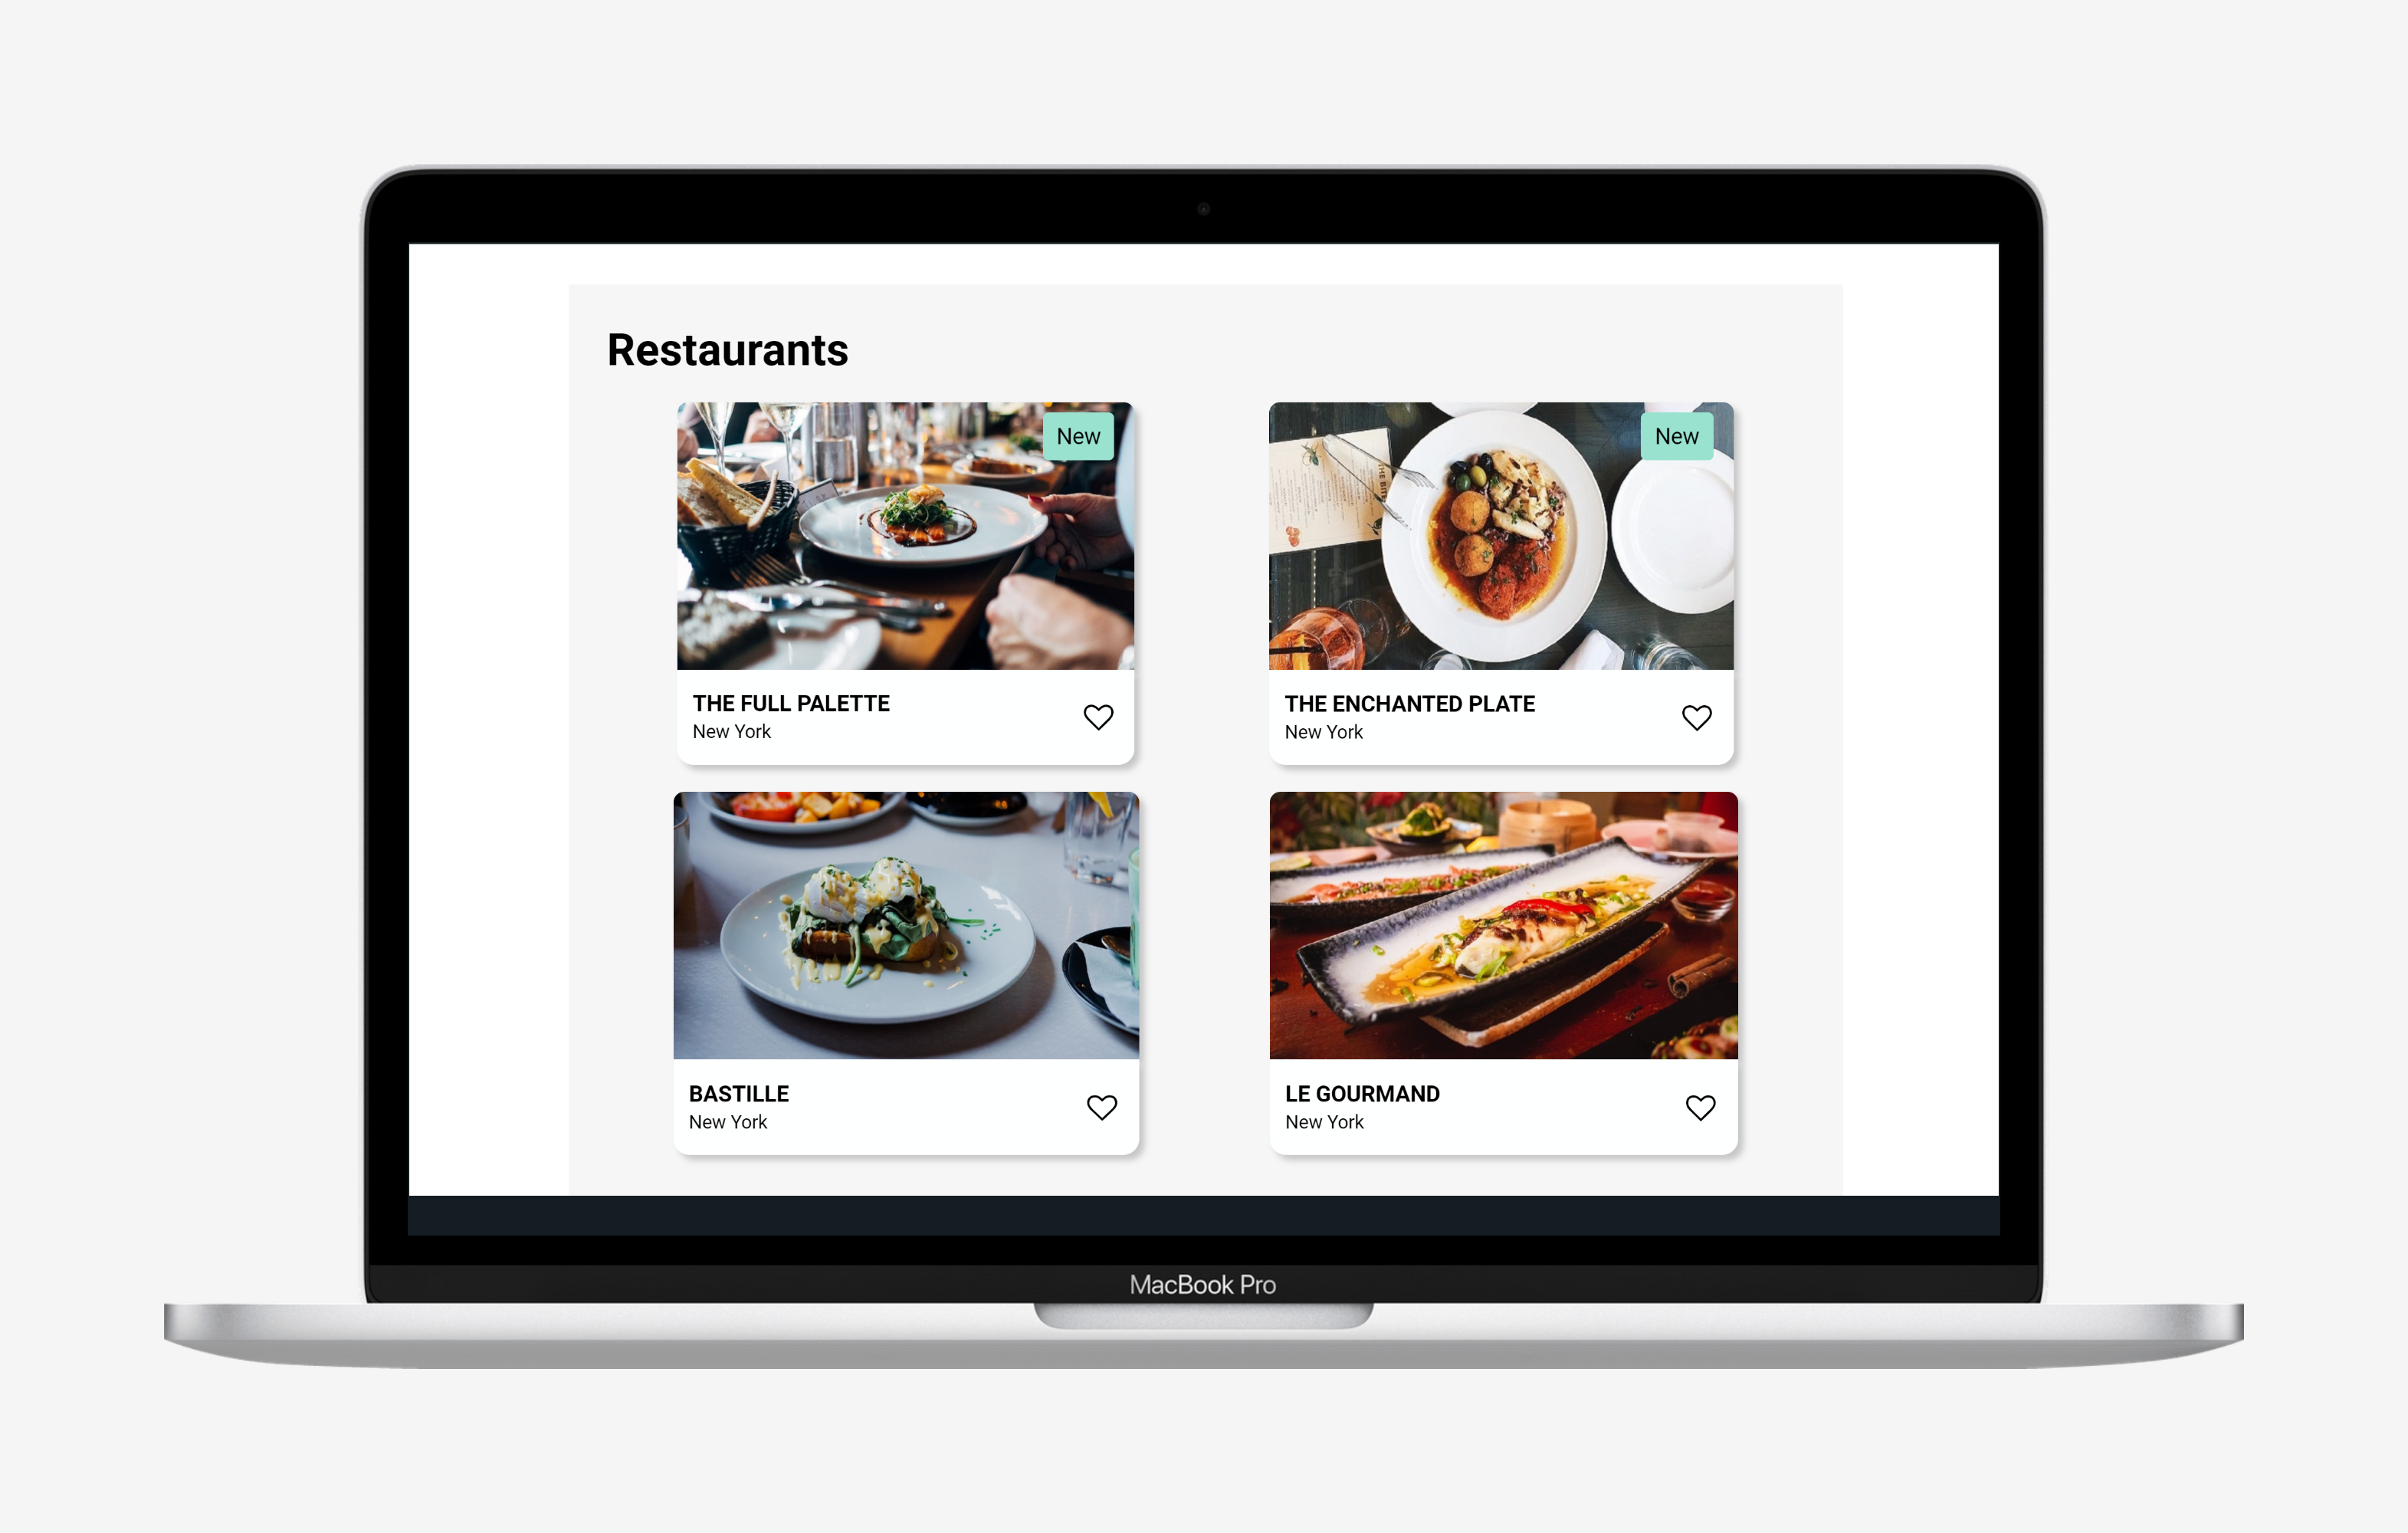 Restaurants
New
New
THE FULL PALETTE
New York
THE ENCHANTED PLATE
New York
BASTILLE
New York
LE GOURMAND
New York
MacBook Pro